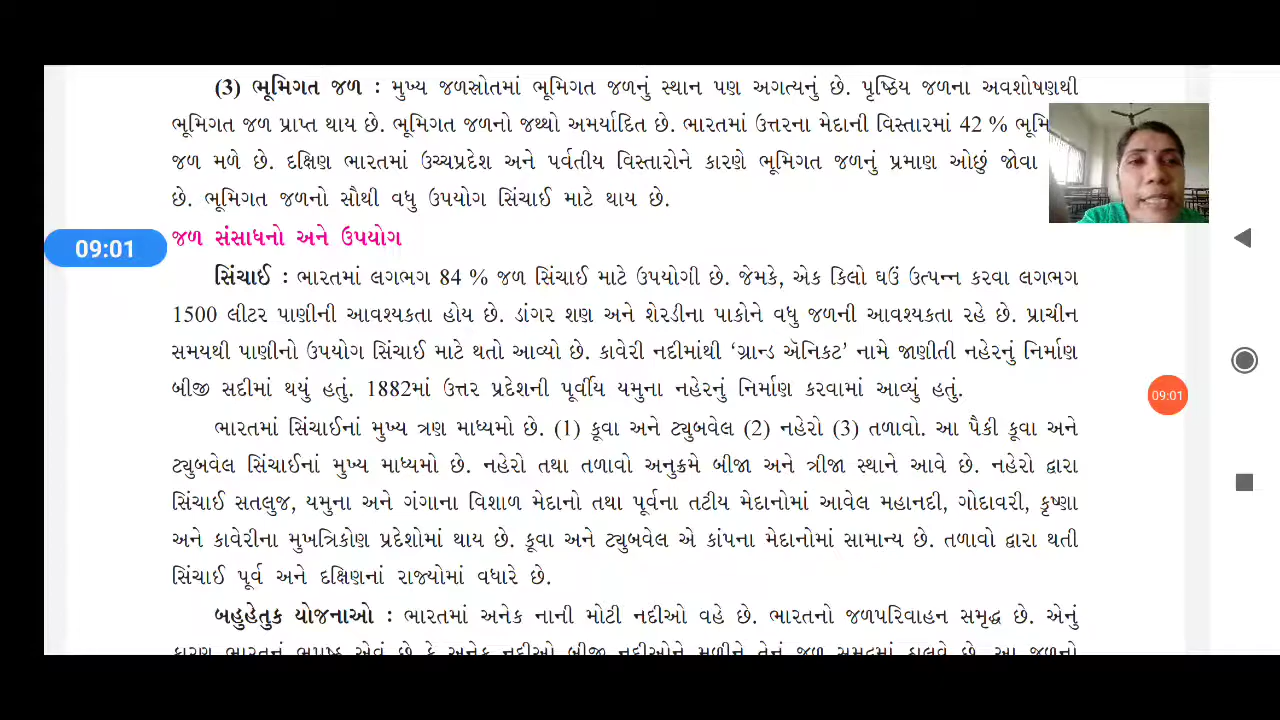 (3) ભૂમિગત જળ : મુખ્ય જળસ્રોતમાં ભૂમિગત જળનું સ્થાન પણ અગત્યનું છે. પૃષ્ઠિય જળના અવશોષણથી
ભૂમિગત જળ પ્રાપ્ત થાય છે. ભૂમિગત જળનો જથ્થો અમર્યાદિત છે. ભારતમાં ઉત્તરના મેદાની વિસ્તારમાં 42 %
જળ મળે છે. દક્ષિણ ભારતમાં ઉચ્ચપ્રદેશ અને પર્વતીય વિસ્તારોને કારણે ભૂમિગત જળનું પ્રમાણ ઓછું જોવા
છે. ભૂમિગત જળનો સૌથી વધુ ઉપયોગ સિંચાઈ માટે થાય છે.
09:01
જળ સંસાધનો અને ઉપયોગ
સિંચાઈ : ભારતમાં લગભગ 84 % જળ સિંચાઈ માટે ઉપયોગી છે. જેમકે, એક કિલો ઘઉં ઉત્પન્ન કરવા લગભગ
1500 લીટર પાણીની આવશ્યકતા હોય છે. ડાંગર શણ અને શેરડીના પાકોને વધુ જળની આવશ્યકતા રહે છે. પ્રાચીન
સમયથી પાણીનો ઉપયોગ સિંચાઈ માટે થતો આવ્યો છે. કાવેરી નદીમાંથી ‘ગ્રાન્ડ ઍનિકટ’ નામે જાણીતી નહેરનું નિર્માણ
બીજી સદીમાં થયું હતું. 1882માં ઉત્તર પ્રદેશની પૂર્વીય યમુના નહેરનું નિર્માણ કરવામાં આવ્યું હતું.
09:01
ભારતમાં સિંચાઈનાં મુખ્ય ત્રણ માધ્યમો છે. (1) કૂવા અને ટ્યુબવેલ (2) નહેરો (3) તળાવો. આ પૈકી કૂવા અને
ટ્યુબવેલ સિંચાઈનાં મુખ્ય માધ્યમો છે. નહેરો તથા તળાવો અનુક્રમે બીજા અને ત્રીજા સ્થાને આવે છે. નહેરો દ્વારા
સિંચાઈ સતલુજ, યમુના અને ગંગાના વિશાળ મેદાનો તથા પૂર્વના તટીય મેદાનોમાં આવેલ મહાનદી, ગોદાવરી, કૃષ્ણા
અને કાવેરીના મુખત્રિકોણ પ્રદેશોમાં થાય છે. કૂવા અને ટ્યુબવેલ એ કાંપના મેદાનોમાં સામાન્ય છે. તળાવો દ્વારા થતી
સિંચાઈ પૂર્વ અને દક્ષિણનાં રાજ્યોમાં વધારે છે.
બહુહેતુક યોજનાઓ : ભારતમાં અનેક નાની મોટી નદીઓ વહે છે. ભારતનો જળપરિવાહન સમૃદ્ધ છે. એનું